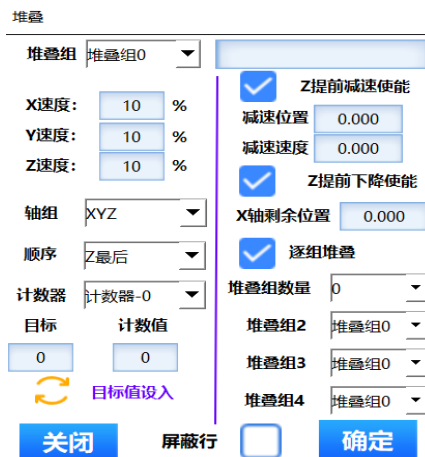 堆叠
堆叠组 堆叠组0
X速度: 10 %
Y速度: 10 %
Z速度: 10 %
轴组 XYZ
顺序 Z最后
计数器 计数器-0
目标 计数值
0 0
目标值设入
Z提前减速使能
减速位置 0.000
减速速度 0.000
Z提前下降使能
X轴剩余位置 0.000
逐组堆叠
堆叠组数量 0
堆叠组2 堆叠组0
堆叠组3 堆叠组0
堆叠组4 堆叠组0
关闭 屏蔽行 确定